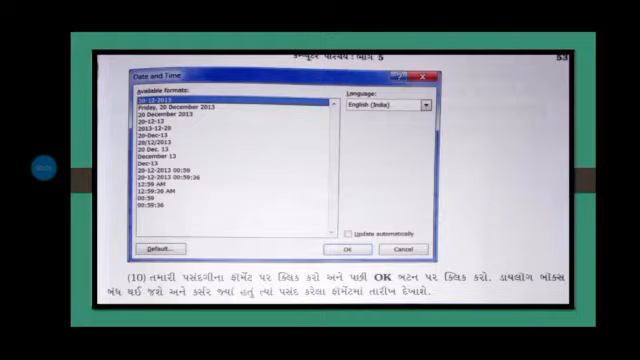 કમ્પ્યૂટર પરિચય : ભાગ 5 53
Date and Time
Available formats: Language:
20-12-2013 English (India)
Friday, 20 December 2013
20 December 2013
20-12-13
2013-12-20
20-Dec-13
20/12/2013
20 Dec. 13
December 13
Dec-13
20-12-2013 00:59
20-12-2013 00:59:36
12:59 AM
12:59:36 AM
00:59
00:59:36
Update automatically
Default... OK Cancel
(10) તમારી પસંદગીના ફૉર્મેટ પર ક્લિક કરો અને પાછી OK બટન પર ક્લિક કરો. ડાયલૉગ બૉક્સ
બંધ થઈ જશે અને કર્સર જ્યાં હતું ત્યાં પસંદ કરેલા ફૉર્મેટમાં તારીખ દેખાશે.